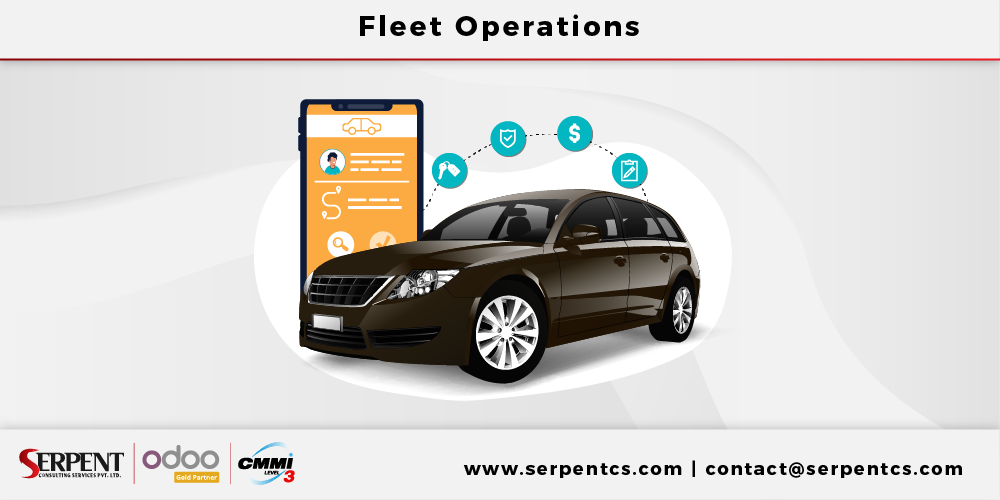 Fleet Operations
SERPENT
CONSULTING SERVICES PVT. LTD.
odoo
Gold Partner
CMMI
LEVEL 3
www.serpentcs.com | contact@serpentcs.com